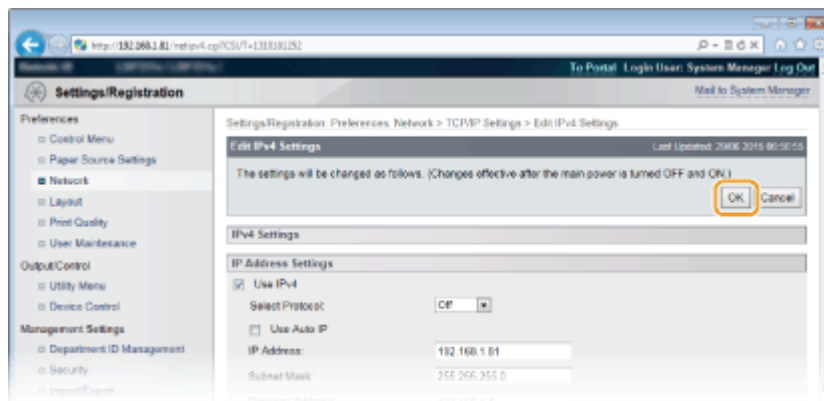 http://192.168.1.81/netipv4.cgi?CSUT=1318181252
To Portal Login User: System Manager Log Out
Settings/Registration
Mail to System Manager
Preferences
Control Menu
Paper Source Settings
Network
Layout
Print Quality
User Maintenance
Output/Control
Utility Menu
Device Control
Management Settings
Department ID Management
Security
Import/Export
Settings/Registration: Preferences: Network > TCP/IP Settings > Edit IPv4 Settings
Edit IPv4 Settings
Last Updated:
The settings will be changed as follows. (Changes effective after the main power is turned OFF and ON.)
OK Cancel
IPv4 Settings
IP Address Settings
Use IPv4
Select Protocol: Off
Use Auto IP
IP Address: 192.168.1.81
Subnet Mask: 255.255.255.0